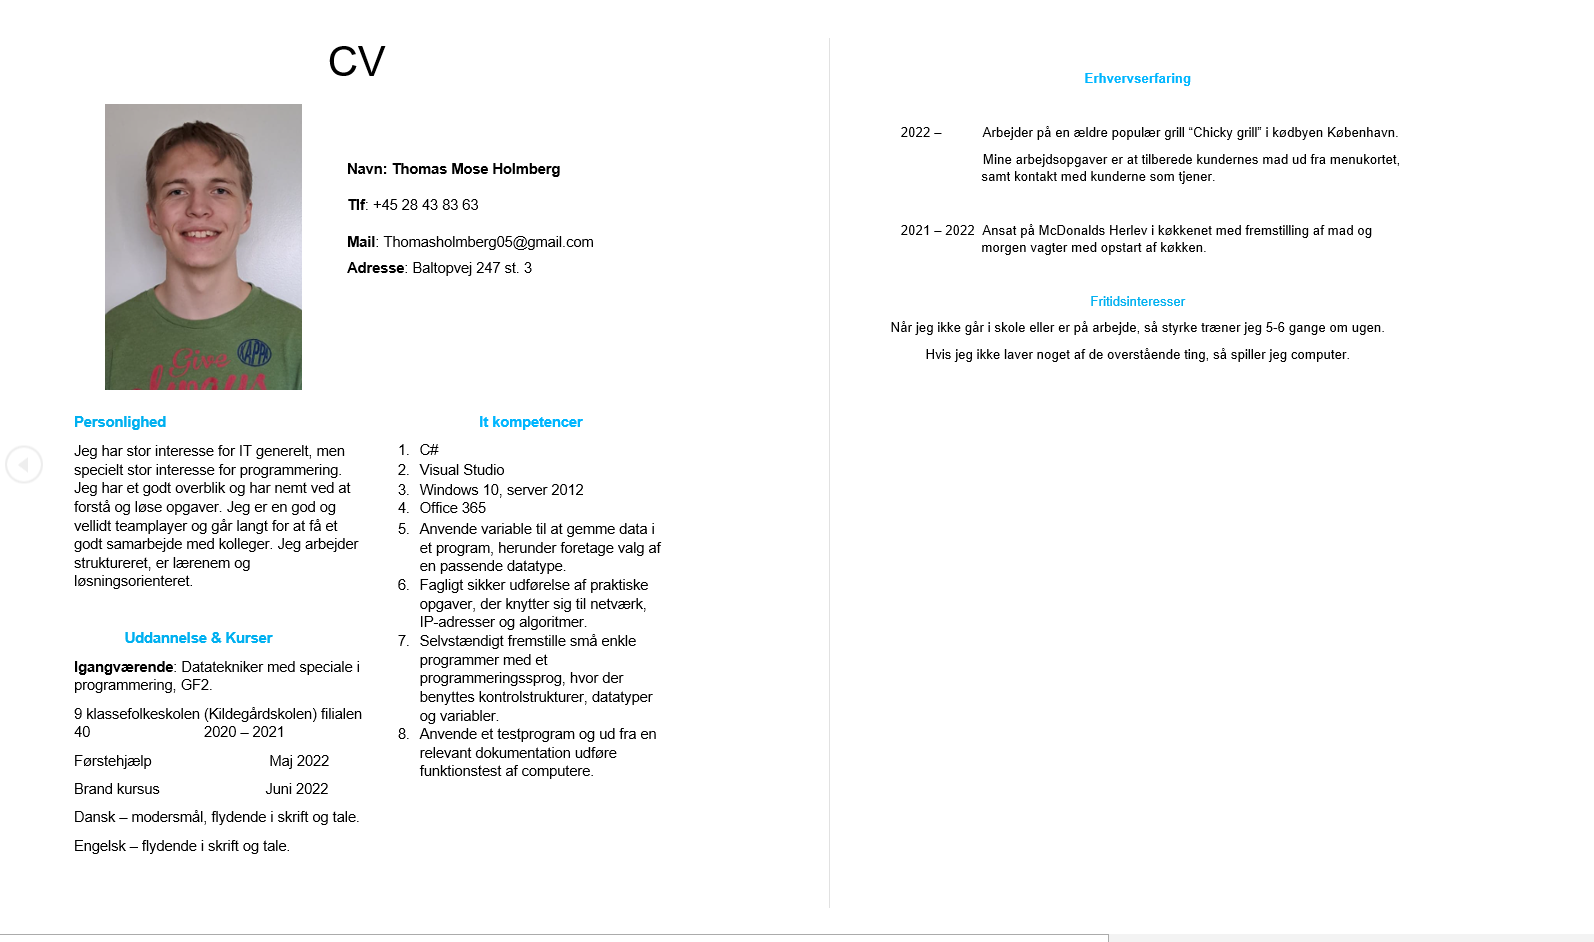 CV
Navn: Thomas Mose Holmberg
Tlf: +45 28 43 83 63
Mail: Thomasholmberg05@gmail.com
Adresse: Baltopvej 247 st. 3
Give
KAPPA
Personlighed
Jeg har stor interesse for IT generelt, men
specielt stor interesse for programmering.
Jeg har et godt overblik og har nemt ved at
forstå og løse opgaver. Jeg er en god og
vellidt teamplayer og går langt for at få et
godt samarbejde med kolleger. Jeg arbejder
struktureret, er lærenem og
løsningsorienteret.
Uddannelse & Kurser
Igangværende: Datatekniker med speciale i
programmering, GF2.
9 klassefolkeskolen (Kildegårdskolen) filialen
40 2020 – 2021
Førstehjælp Maj 2022
Brand kursus Juni 2022
Dansk – modersmål, flydende i skrift og tale.
Engelsk – flydende i skrift og tale.
It kompetencer
1. C#
2. Visual Studio
3. Windows 10, server 2012
4. Office 365
5. Anvende variable til at gemme data i
et program, herunder foretage valg af
en passende datatype.
6. Fagligt sikker udførelse af praktiske
opgaver, der knytter sig til netværk,
IP-adresser og algoritmer.
7. Selvstændigt fremstille små enkle
programmer med et
programmeringssprog, hvor der
benyttes kontrolstrukturer, datatyper
og variabler.
8. Anvende et testprogram og ud fra en
relevant dokumentation udføre
funktionstest af computere.
Erhvervserfaring
2022 – Arbejder på en ældre populær grill “Chicky grill” i kødbyen København.
Mine arbejdsopgaver er at tilberede kundernes mad ud fra menukortet,
samt kontakt med kunderne som tjener.
2021 – 2022 Ansat på McDonalds Herlev i køkkenet med fremstilling af mad og
morgen vagter med opstart af køkken.
Fritidsinteresser
Når jeg ikke går i skole eller er på arbejde, så styrke træner jeg 5-6 gange om ugen.
Hvis jeg ikke laver noget af de overstående ting, så spiller jeg computer.